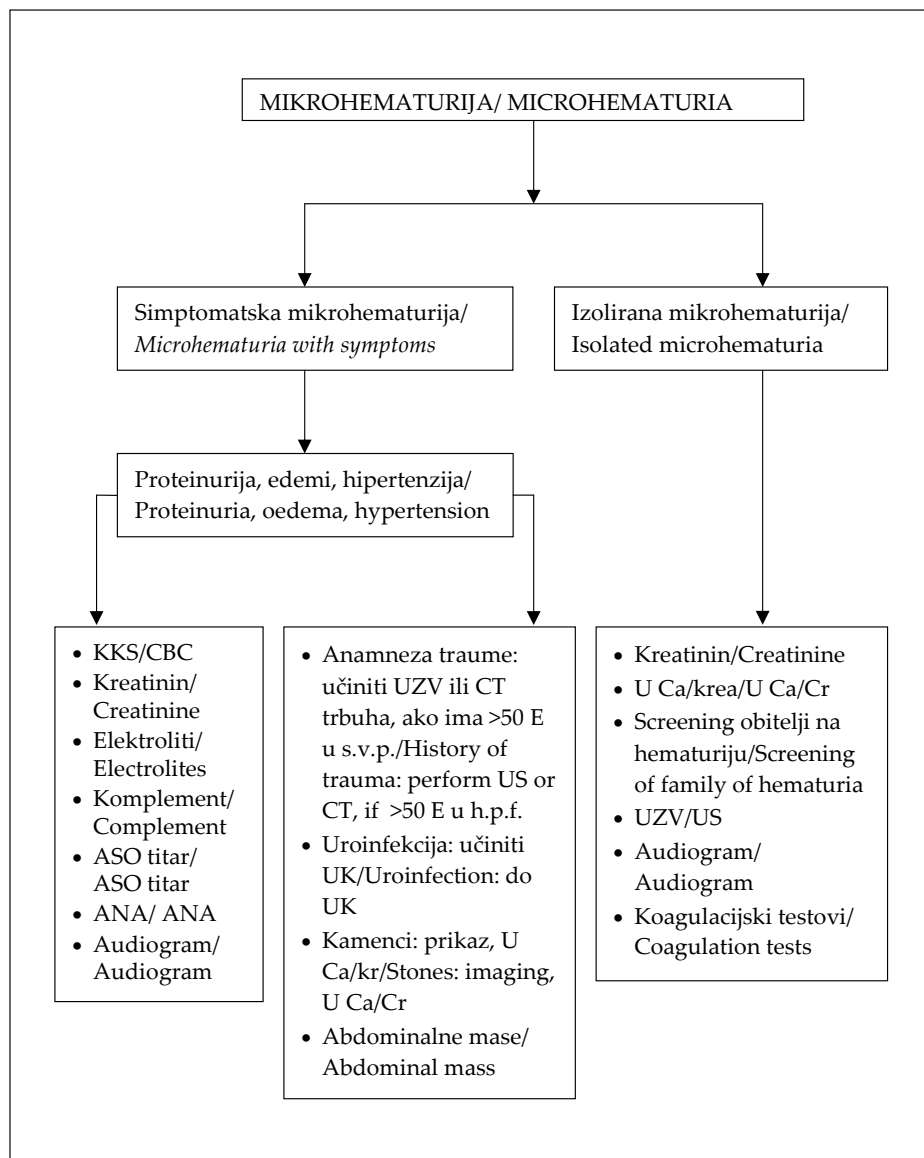 MIKROHEMATURIJA/ MICROHEMATURIA
Simptomatska mikrohematurija/
Microhematuria with symptoms
Izolirana mikrohematurija/
Isolated microhematuria
Proteinurija, edemi, hipertenzija/
Proteinuria, oedema, hypertension
• KKS/CBC
• Kreatinin/
Creatinine
• Elektroliti/
Electrolites
• Komplement/
Complement
• ASO titar/
ASO titar
• ANA/ ANA
• Audiogram/
Audiogram
• Anamneza traume:
učiniti UZV ili CT
trbuha, ako ima >50 E
u s.v.p./History of
trauma: perform US or
CT, if >50 E u h.p.f.
• Uroinfekcija: učiniti
UK/Uroinfection: do
UK
• Kamenci: prikaz, U
Ca/kr/Stones: imaging,
U Ca/Cr
• Abdominalne mase/
Abdominal mass
• Kreatinin/Creatinine
• U Ca/krea/U Ca/Cr
• Screening obitelji na
hematuriju/Screening
of family of hematuria
• UZV/US
• Audiogram/
Audiogram
• Koagulacijski testovi/
Coagulation tests